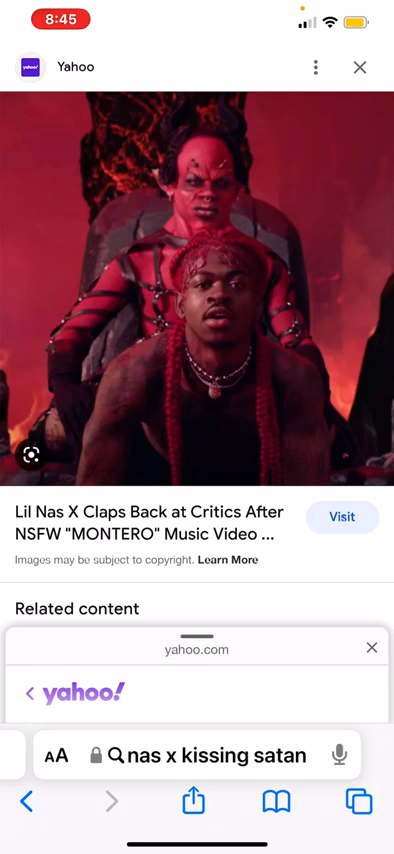 8:45
yahoo!
Yahoo
Lil Nas X Claps Back at Critics After
NSFW "MONTERO" Music Video ...
Visit
Images may be subject to copyright. Learn More
Related content
yahoo.com
yahoo!
AA
nas x kissing satan